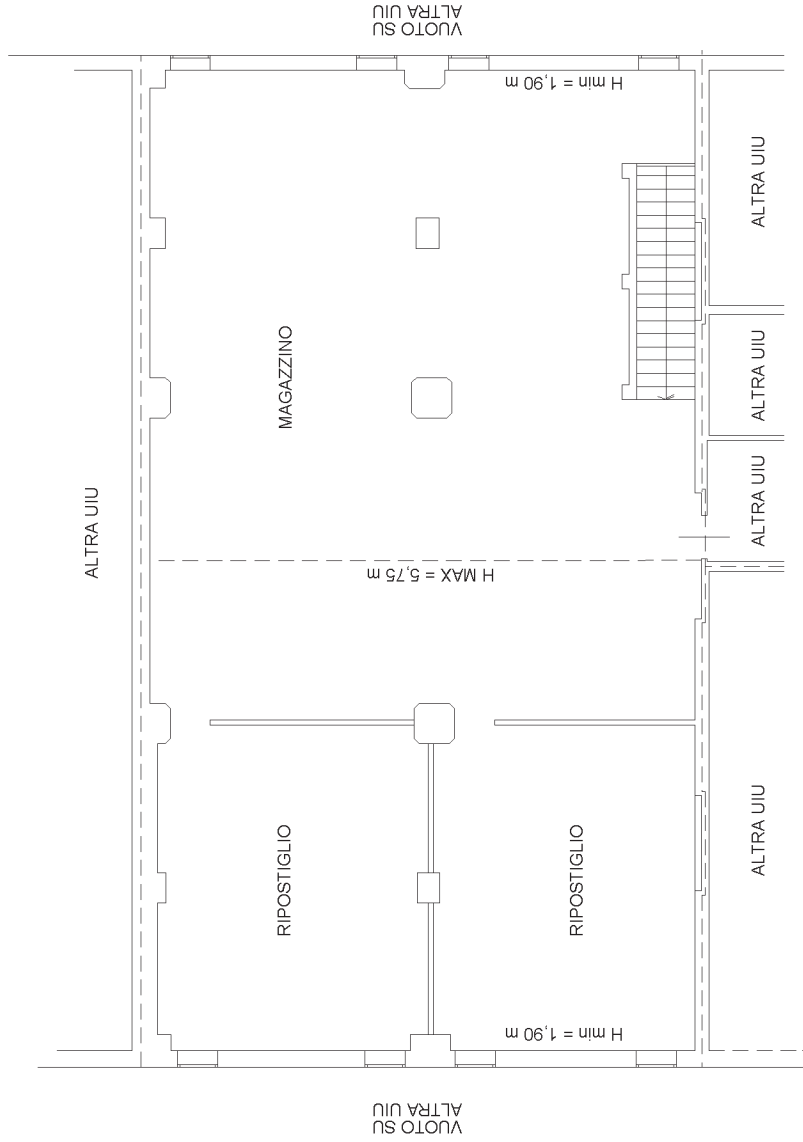 VUOTO SU
ALTRA UIU
H min = 1,90 m
ALTRA UIU
MAGAZZINO
ALTRA UIU
ALTRA UIU
ALTRA UIU
H MAX = 5,75 m
RIPOSTIGLIO
RIPOSTIGLIO
ALTRA UIU
H min = 1,90 m
VUOTO SU
ALTRA UIU